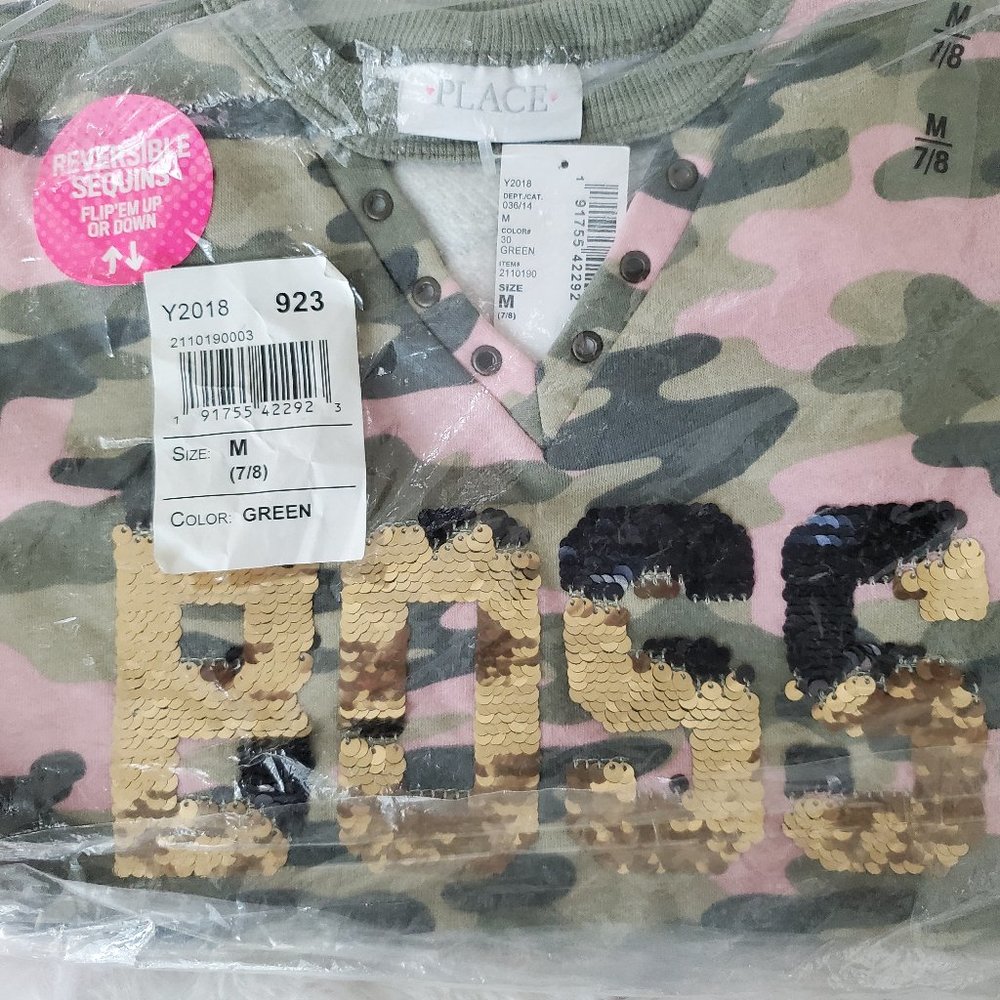 PLACE
M
7/8
M
7/8
REVERSIBLE
SEQUINS
FLIP'EM UP
OR DOWN
Y2018
DEPT./CAT.
036/14
M
COLOR#
30
GREEN
ITEM#
2110190
SIZE
M
(7/8)
1 91755 42292
Y2018 923
2110190003
1 91755 42292 3
SIZE: M
(7/8)
COLOR: GREEN
BOSS